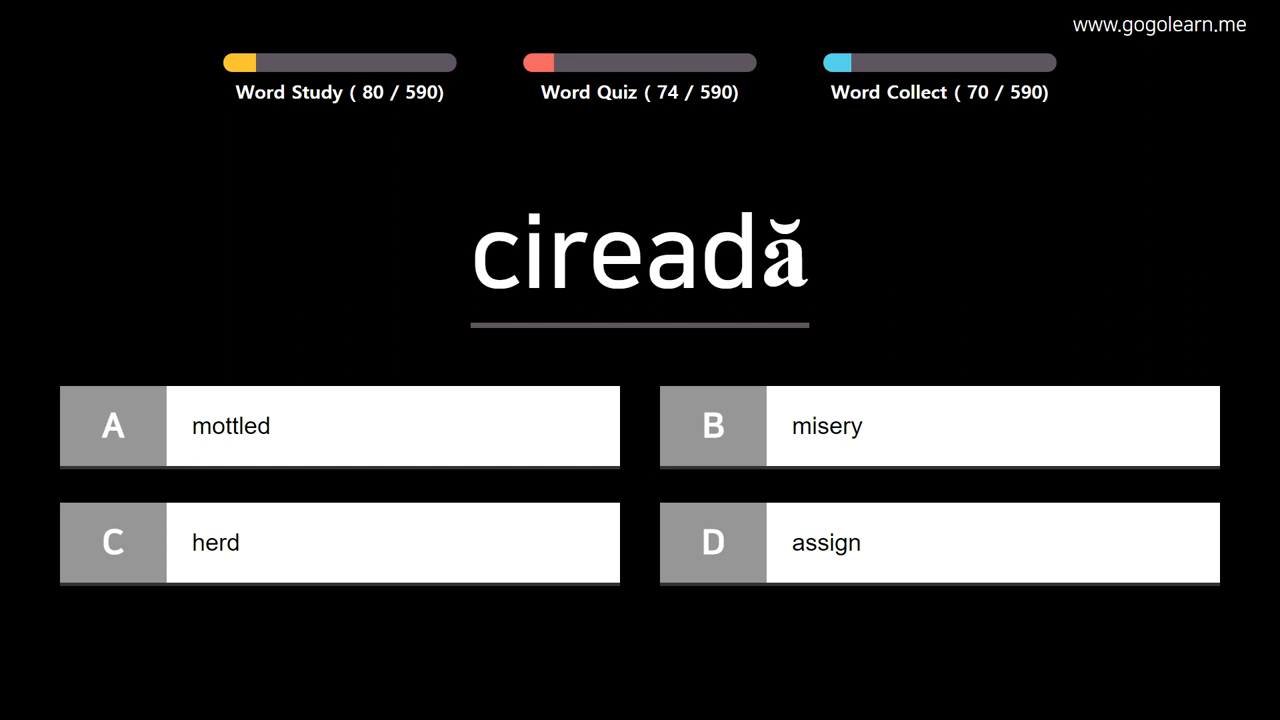 www.gogolearn.me
Word Study ( 80 / 590)
Word Quiz ( 74 / 590)
Word Collect ( 70 / 590)
cireadă
A mottled
B misery
C herd
D assign